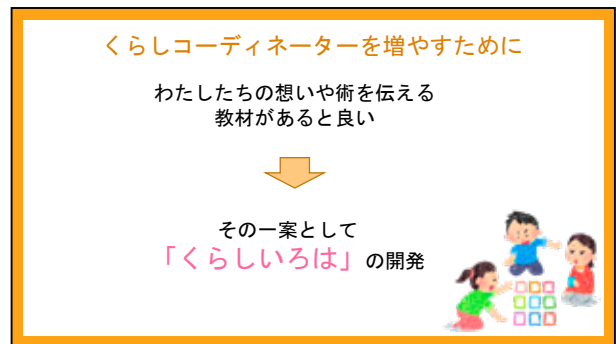 くらしコーディネーターを増やすために
わたしたちの想いや術を伝える
教材があると良い
その一案として
「くらしいろは」の開発